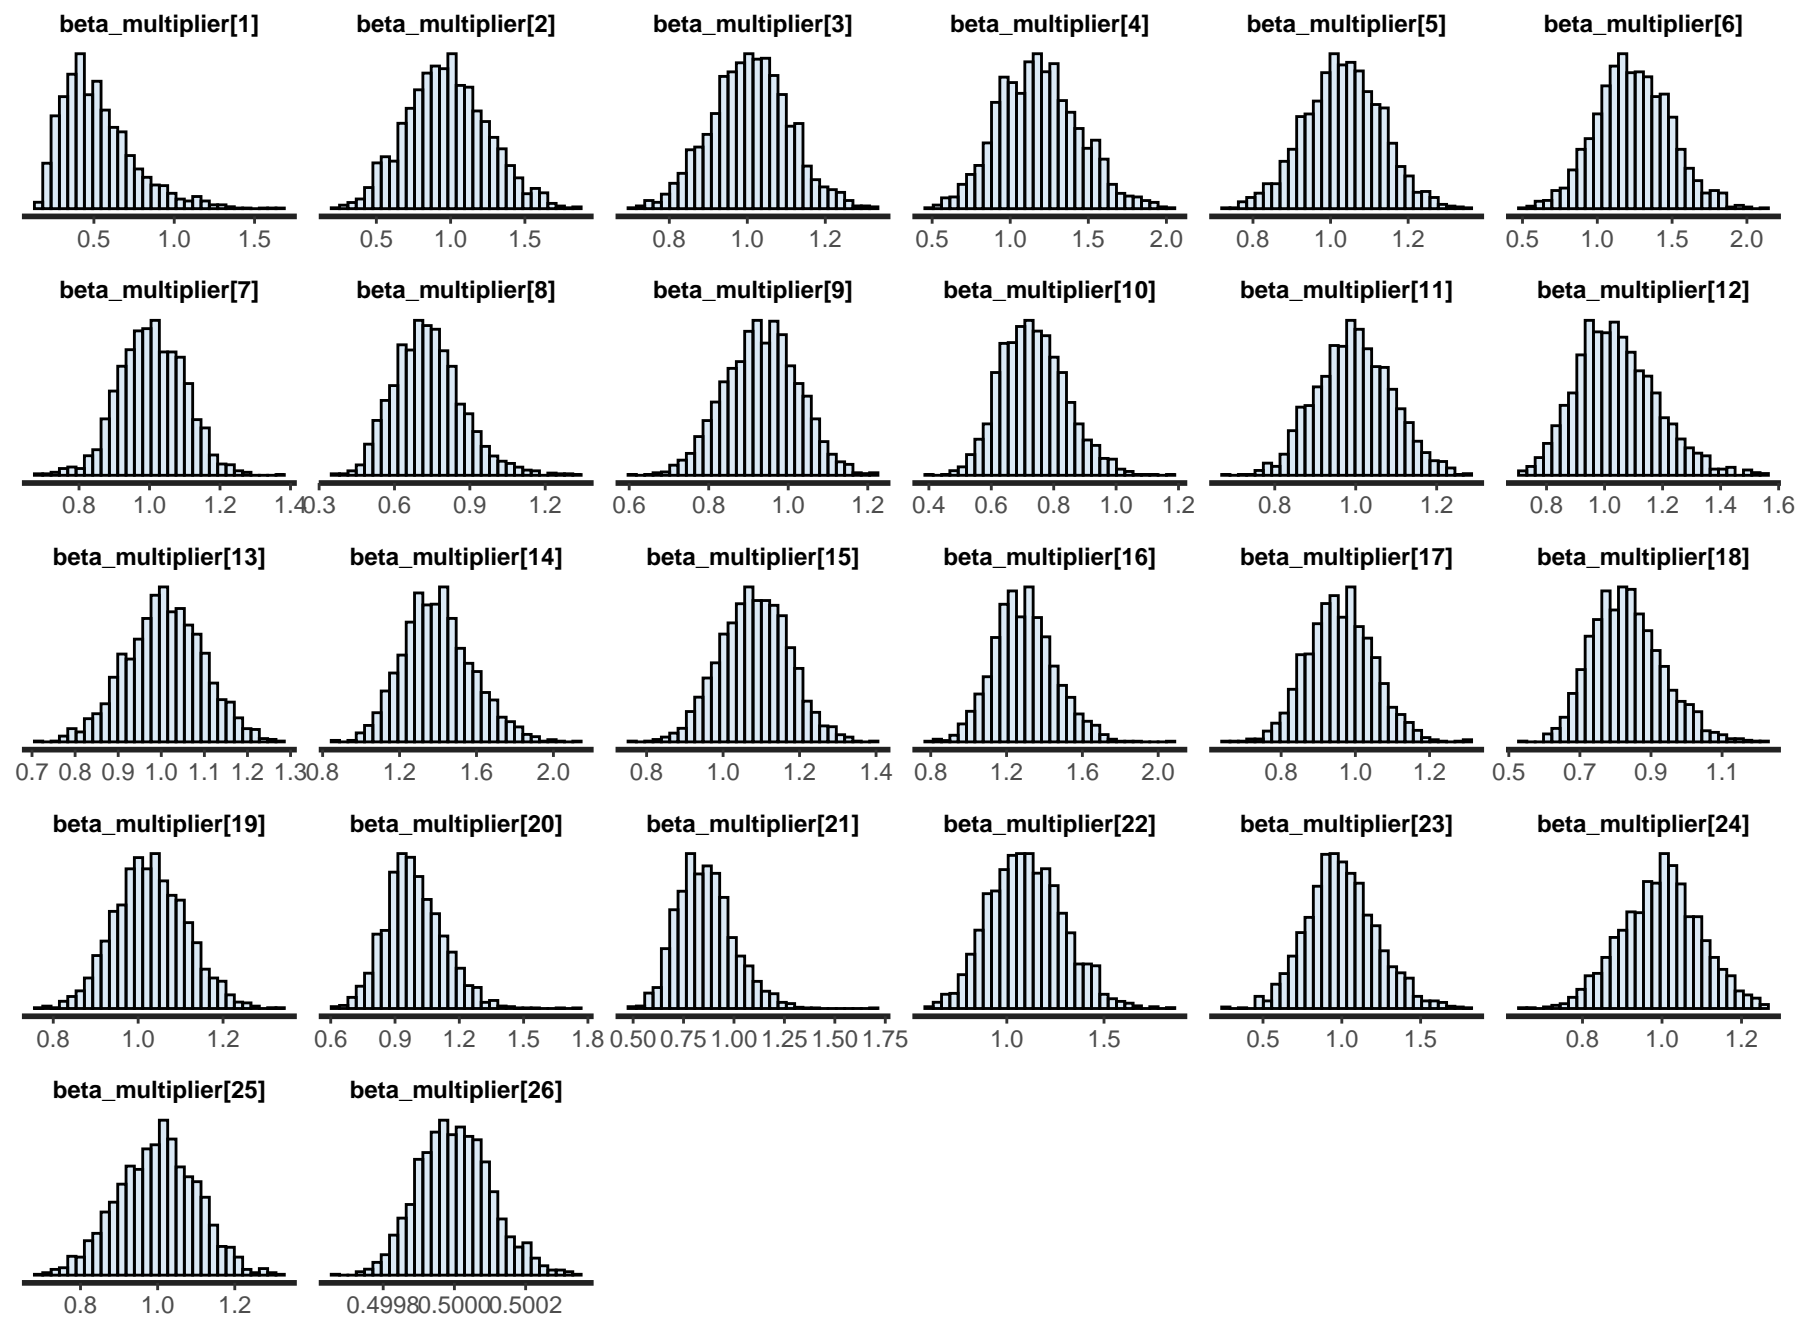 beta_multiplier[1] beta_multiplier[2] beta_multiplier[3] beta_multiplier[4] beta_multiplier[5] beta_multiplier[6]
0.5 1.0 1.5 0.5 1.0 1.5 0.8 1.0 1.2 0.5 1.0 1.5 2.0 0.8 1.0 1.2 0.5 1.0 1.5 2.0
beta_multiplier[7] beta_multiplier[8] beta_multiplier[9] beta_multiplier[10] beta_multiplier[11] beta_multiplier[12]
0.8 1.0 1.2 1.4 0.3 0.6 0.9 1.2 0.6 0.8 1.0 1.2 0.4 0.6 0.8 1.0 1.2 0.8 1.0 1.2 0.8 1.0 1.2 1.4 1.6
beta_multiplier[13] beta_multiplier[14] beta_multiplier[15] beta_multiplier[16] beta_multiplier[17] beta_multiplier[18]
0.7 0.8 0.9 1.0 1.1 1.2 1.3 0.8 1.2 1.6 2.0 0.8 1.0 1.2 1.4 0.8 1.2 1.6 2.0 0.8 1.0 1.2 0.5 0.7 0.9 1.1
beta_multiplier[19] beta_multiplier[20] beta_multiplier[21] beta_multiplier[22] beta_multiplier[23] beta_multiplier[24]
0.8 1.0 1.2 0.6 0.9 1.2 1.5 1.8 0.50 0.75 1.00 1.25 1.50 1.75 1.0 1.5 0.5 1.0 1.5 0.8 1.0 1.2
beta_multiplier[25] beta_multiplier[26]
0.8 1.0 1.2 0.4998 0.5000 0.5002